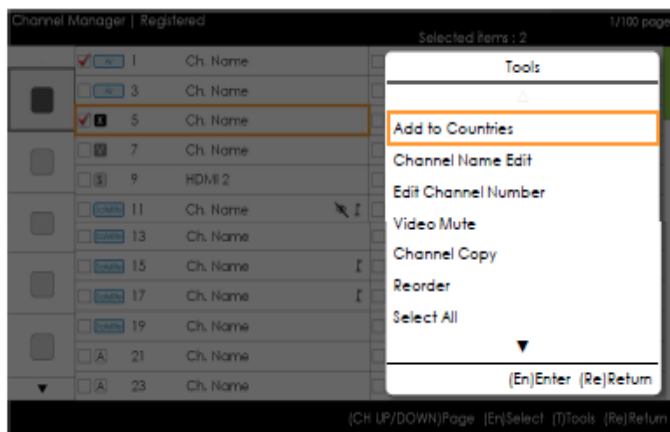 Channel Manager | Registered
1/100 page
Selected items : 2
Air 1 Ch. Name
Air 3 Ch. Name
X 5 Ch. Name
V 7 Ch. Name
S 9 HDMI 2
11 Ch. Name
13 Ch. Name
15 Ch. Name
17 Ch. Name
19 Ch. Name
A 21 Ch. Name
A 23 Ch. Name
Tools
Add to Countries
Channel Name Edit
Edit Channel Number
Video Mute
Channel Copy
Reorder
Select All
(En)Enter (Re)Return
(CH UP/DOWN)Page (En)Select (T)Tools (Re)Return